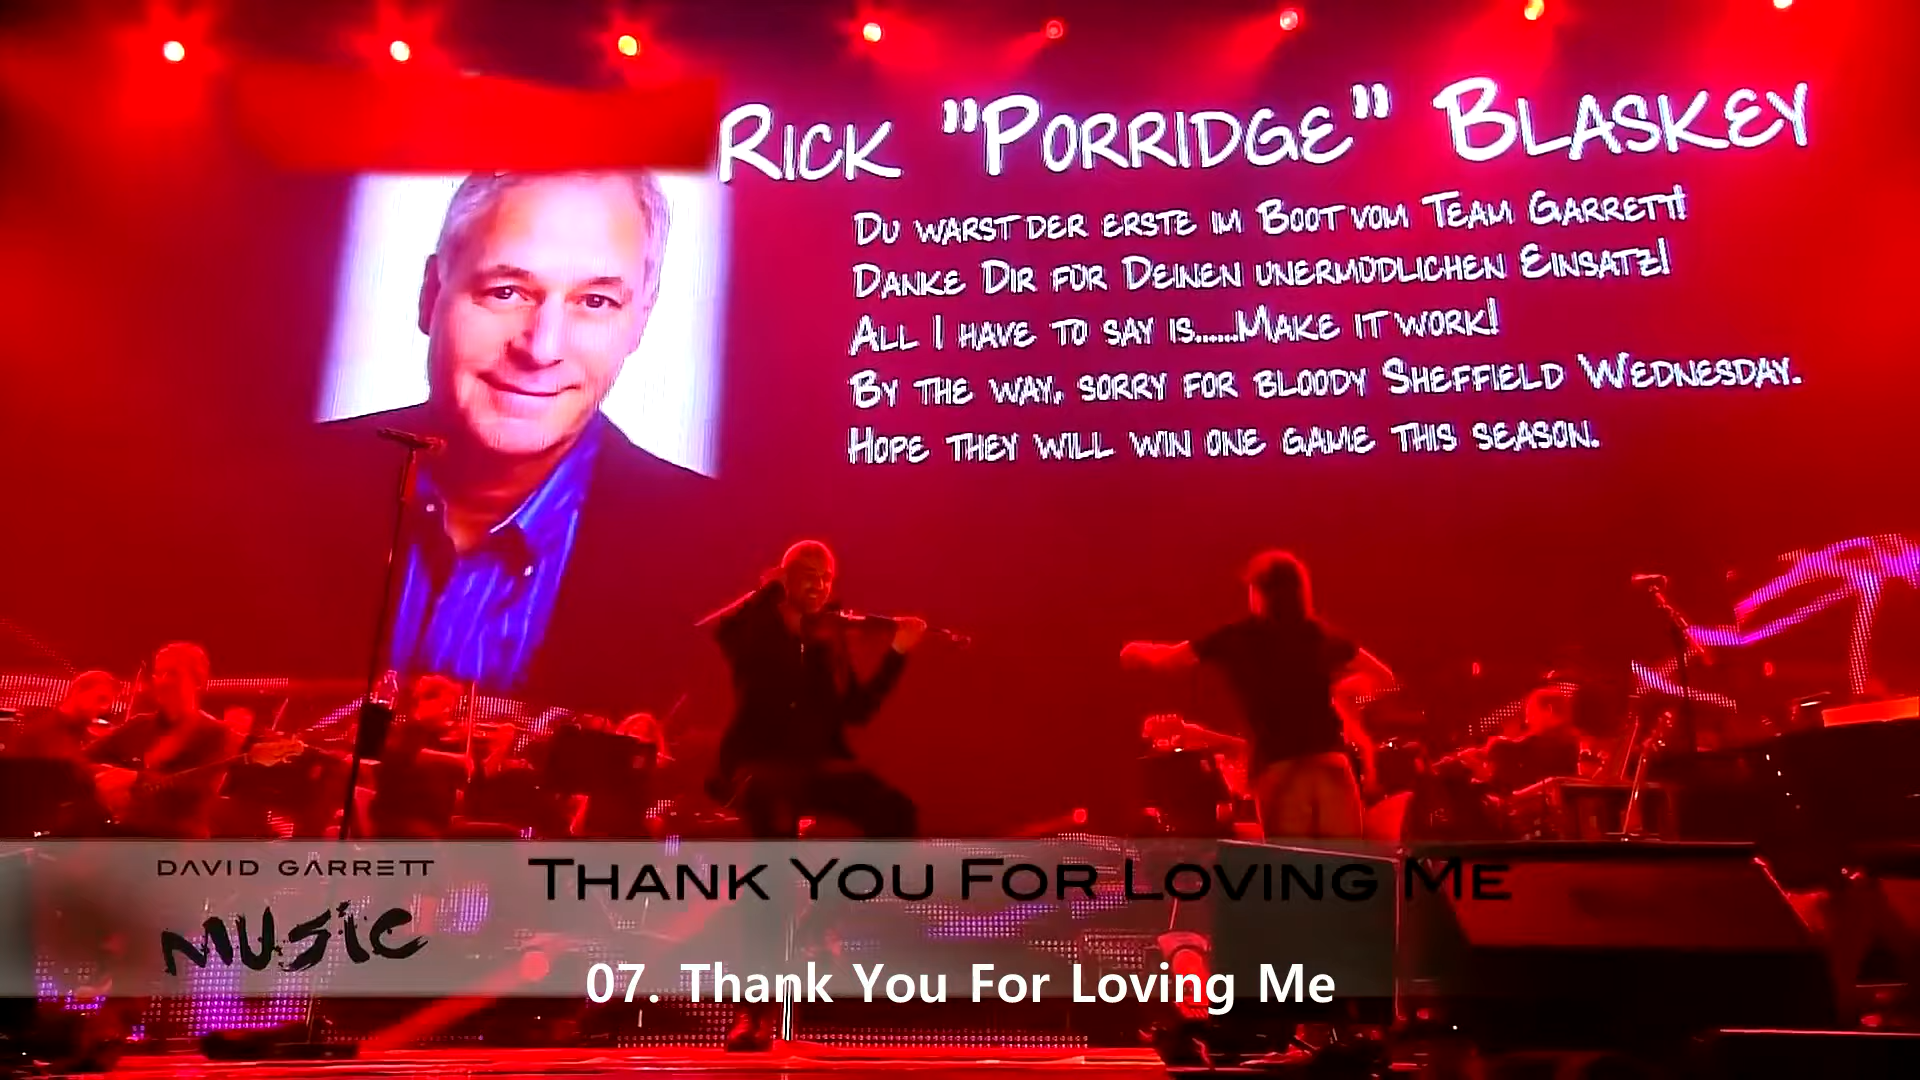 RICK "PORRIDGE" BLASKEY
DU WARST DER ERSTE IM BOOT VOM TEAM GARRETT!
DANKE DIR FÜR DEINEN UNERMÜDLICHEN EINSATZ!
ALL I HAVE TO SAY IS......MAKE IT WORK!
BY THE WAY, SORRY FOR BLOODY SHEFFIELD WEDNESDAY.
HOPE THEY WILL WIN ONE GAME THIS SEASON.
DAVID GARRETT
MUSIC
THANK YOU FOR LOVING ME
07. Thank You For Loving Me